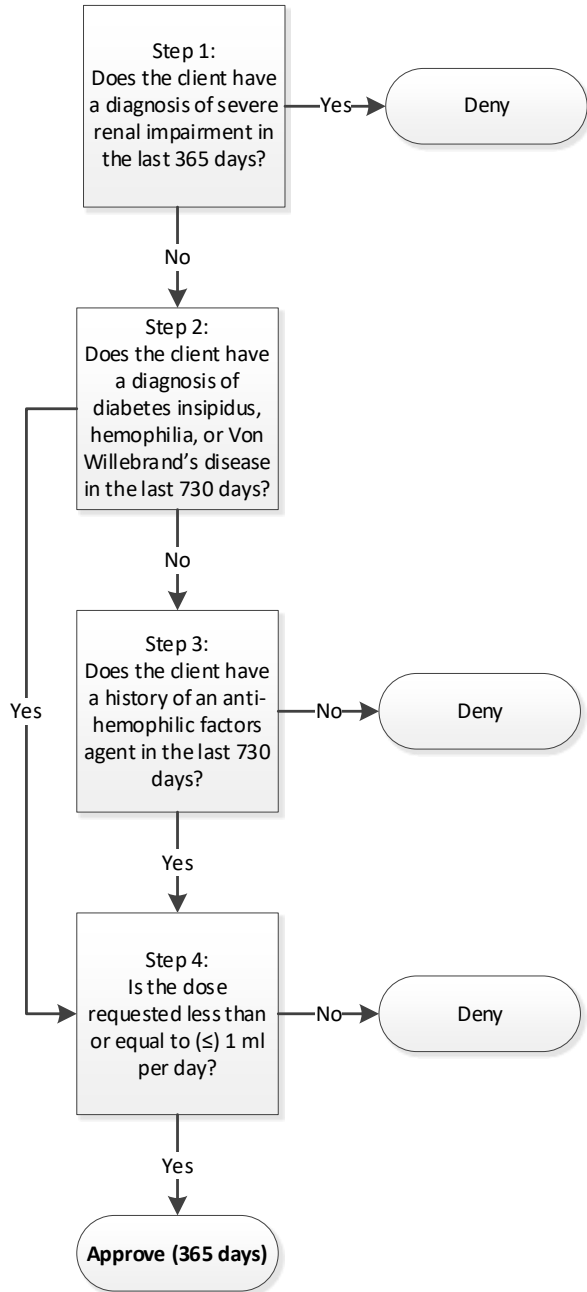 Step 1:
Does the client have
a diagnosis of severe
renal impairment in
the last 365 days?
Yes
Deny
No
Step 2:
Does the client have
a diagnosis of
diabetes insipidus,
hemophilia, or Von
Willebrand’s disease
in the last 730 days?
No
Step 3:
Does the client have
a history of an anti-
hemophilic factors
agent in the last 730
days?
No
Deny
Yes
Yes
Step 4:
Is the dose
requested less than
or equal to (≤) 1 ml
per day?
No
Deny
Yes
Approve (365 days)